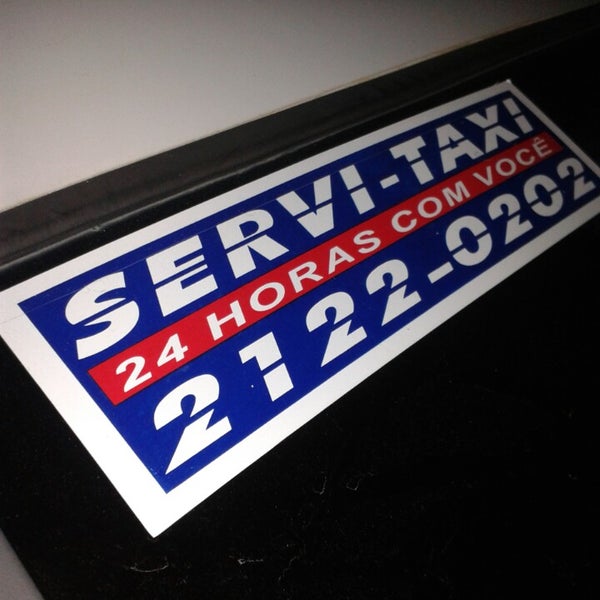 SERVI-TAXI
24 HORAS COM VOCÊ
2122-0202